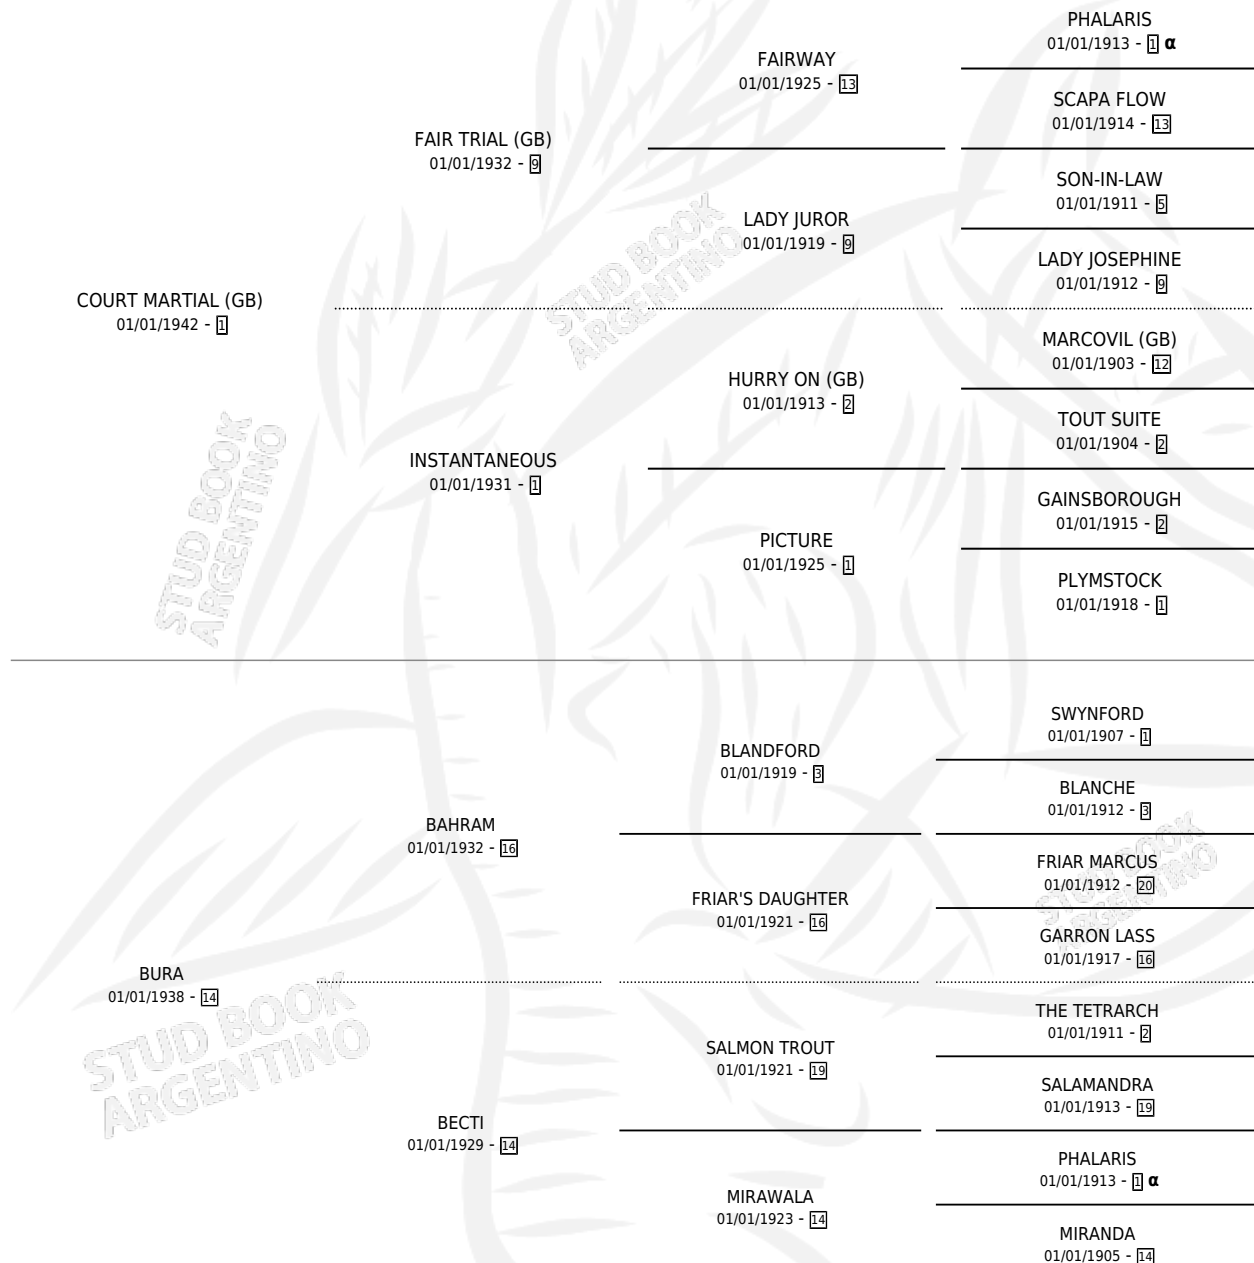 PHALARIS
01/01/1913 - 1 α
FAIRWAY
01/01/1925 - 13
SCAPA FLOW
01/01/1914 - 13
FAIR TRIAL (GB)
01/01/1932 - 9
SON-IN-LAW
01/01/1911 - 5
LADY JUROR
01/01/1919 - 9
LADY JOSEPHINE
01/01/1912 - 9
COURT MARTIAL (GB)
01/01/1942 - 1
MARCOVIL (GB)
01/01/1903 - 12
HURRY ON (GB)
01/01/1913 - 2
TOUT SUITE
01/01/1904 - 2
INSTANTANEOUS
01/01/1931 - 1
GAINSBOROUGH
01/01/1915 - 2
PICTURE
01/01/1925 - 1
PLYMSTOCK
01/01/1918 - 1
SWYNFORD
01/01/1907 - 1
BLANDFORD
01/01/1919 - 3
BLANCHE
01/01/1912 - 3
BAHRAM
01/01/1932 - 16
FRIAR MARCUS
01/01/1912 - 20
FRIAR'S DAUGHTER
01/01/1921 - 16
GARRON LASS
01/01/1917 - 16
BURA
01/01/1938 - 14
THE TETRARCH
01/01/1911 - 2
SALMON TROUT
01/01/1921 - 19
SALAMANDRA
01/01/1913 - 19
BECTI
01/01/1929 - 14
PHALARIS
01/01/1913 - 1 α
MIRAWALA
01/01/1923 - 14
MIRANDA
01/01/1905 - 14
STUD BOOK
ARGENTINO
STUD BOOK
ARGENTINO
STUD BOOK
ARGENTINO
STUD BOOK
ARGENTINO